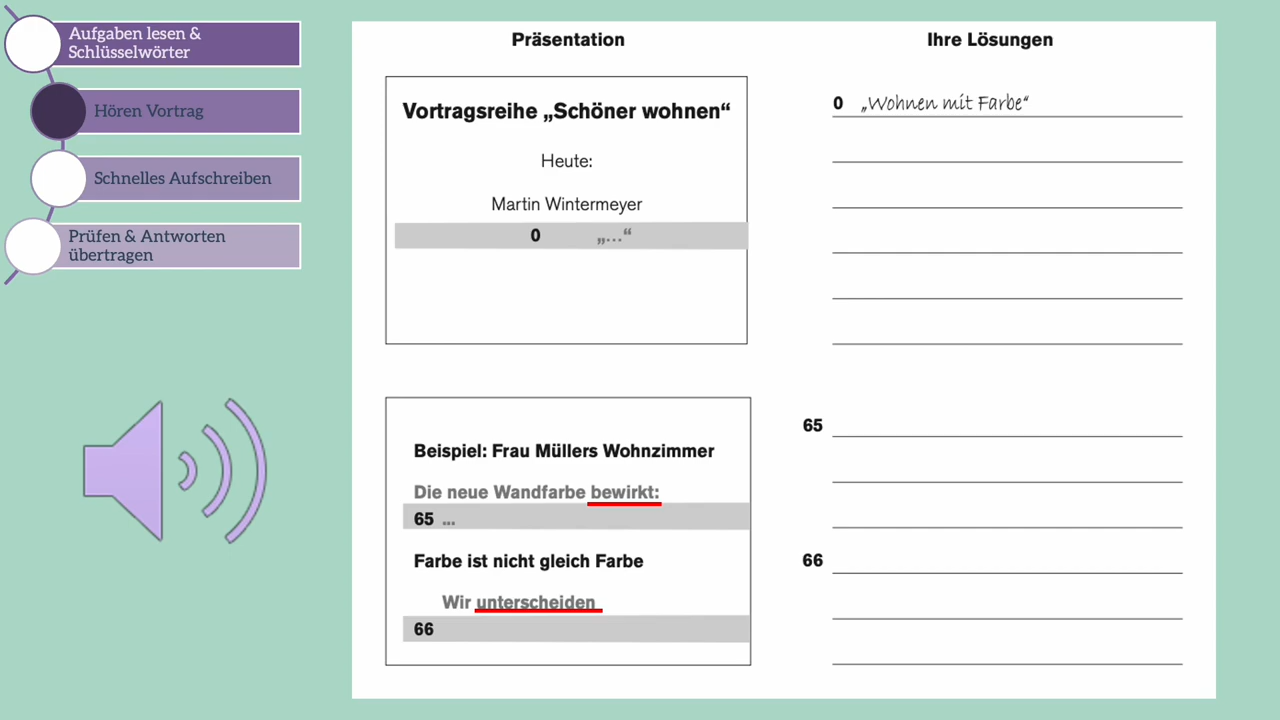 Aufgaben lesen &
Schlüsselwörter
Hören Vortrag
Schnelles Aufschreiben
Prüfen & Antworten
übertragen
Präsentation
Vortragsreihe „Schöner wohnen“
Heute:
Martin Wintermeyer
0 „...“
Beispiel: Frau Müllers Wohnzimmer
Die neue Wandfarbe bewirkt:
65 ...
Farbe ist nicht gleich Farbe
Wir unterscheiden
66
Ihre Lösungen
0 „Wohnen mit Farbe“
65
66